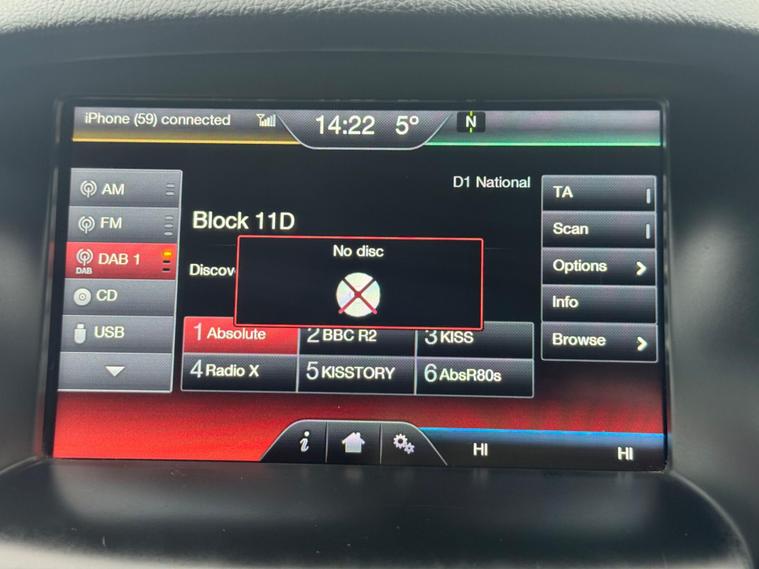 iPhone (59) connected
14:22 5°
N
AM
FM
DAB 1
DAB
CD
USB
D1 National
Block 11D
Discov
No disc
1 Absolute
2 BBC R2
3 KISS
4 Radio X
5 KISSTORY
6 AbsR80s
TA
Scan
Options
Info
Browse
i
HI
HI